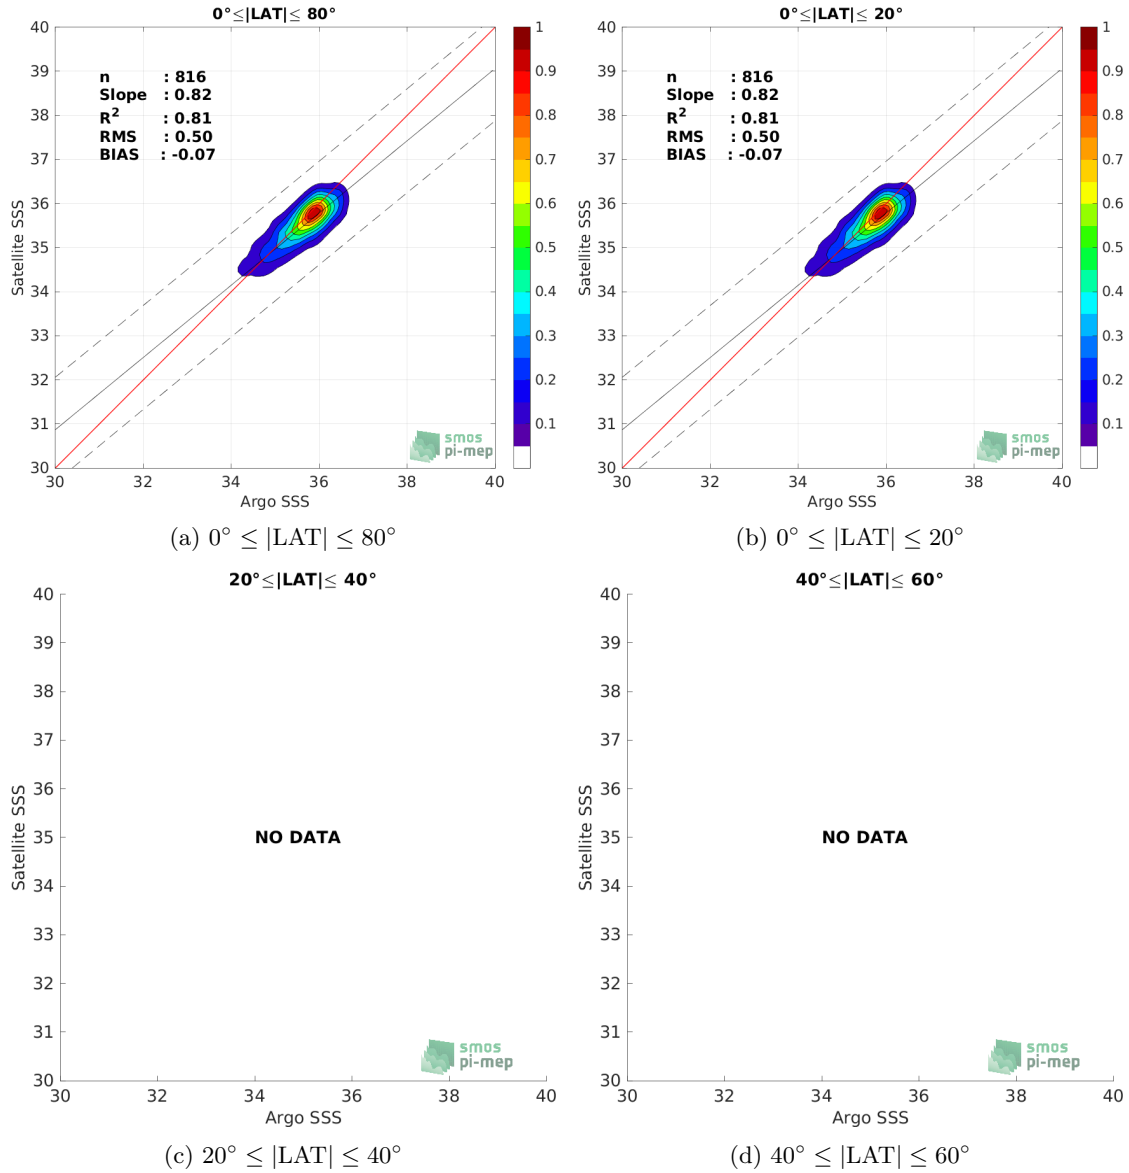 0°≤|LAT|≤ 80°
40
39
38
37
36
35
34
33
32
31
30
Satellite SSS
n : 816
Slope : 0.82
R² : 0.81
RMS : 0.50
BIAS : -0.07
smos
pi-mep
30 32 34 36 38 40
Argo SSS
1
0.9
0.8
0.7
0.6
0.5
0.4
0.3
0.2
0.1
(a) 0° ≤ |LAT| ≤ 80°
0°≤|LAT|≤ 20°
40
39
38
37
36
35
34
33
32
31
30
Satellite SSS
n : 816
Slope : 0.82
R² : 0.81
RMS : 0.50
BIAS : -0.07
smos
pi-mep
30 32 34 36 38 40
Argo SSS
1
0.9
0.8
0.7
0.6
0.5
0.4
0.3
0.2
0.1
(b) 0° ≤ |LAT| ≤ 20°
20°≤|LAT|≤ 40°
40
39
38
37
36
35
34
33
32
31
30
Satellite SSS
NO DATA
smos
pi-mep
30 32 34 36 38 40
Argo SSS
(c) 20° ≤ |LAT| ≤ 40°
40°≤|LAT|≤ 60°
40
39
38
37
36
35
34
33
32
31
30
Satellite SSS
NO DATA
smos
pi-mep
30 32 34 36 38 40
Argo SSS
(d) 40° ≤ |LAT| ≤ 60°